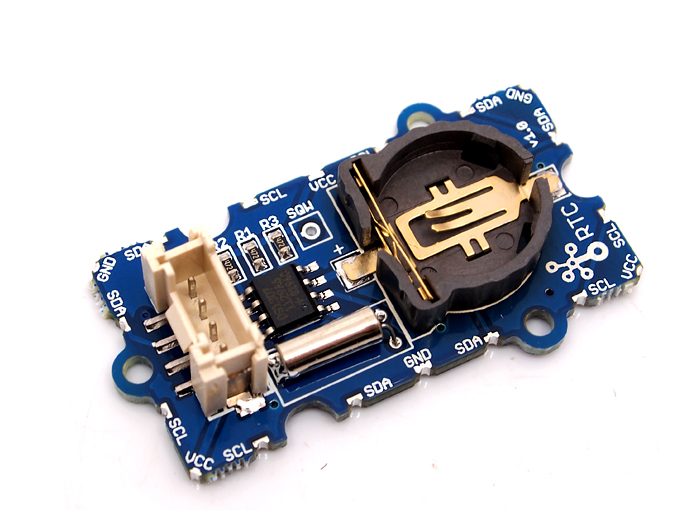 GND
SDA
SDA
v1.0
SCL
VCC
SQW
R3
R1
RTC
+
GND
SDA
SCL
VCC
SCL
SDA
GND
SDA
SCL
VCC
SCL